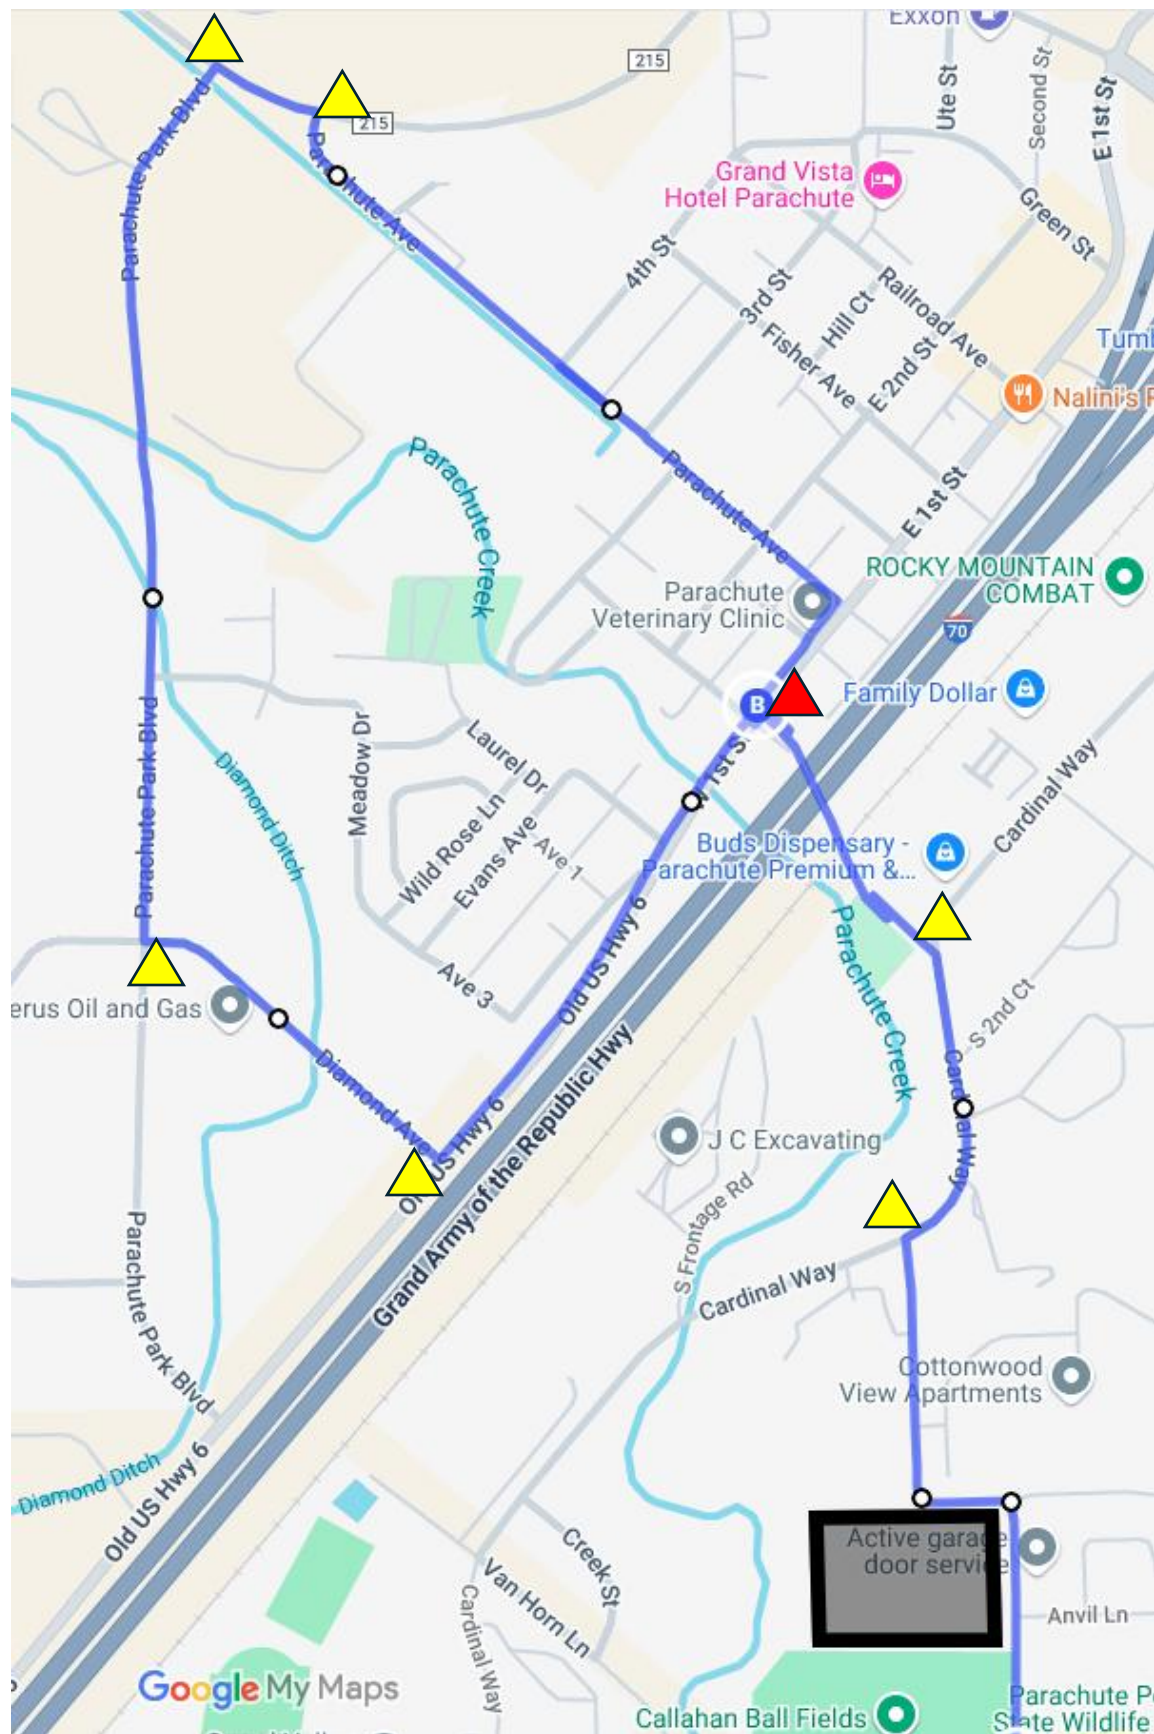 Exxon
215
Ute St
Second St
E 1st St
215
Parachute Park Blvd
Parachute Ave
Grand Vista
Hotel Parachute
Green St
Parachute Park Blvd
4th St
3rd St
Hill Ct
Railroad Ave
Fisher Ave
E 2nd St
Nalini's
Parachute Creek
Parachute Ave
E 1st St
ROCKY MOUNTAIN
COMBAT
Parachute
Veterinary Clinic
70
B
Family Dollar
W 1st St
Laurel Dr
Meadow Dr
Parachute Park Blvd
Diamond Ditch
Wild Rose Ln
Evans Ave
Ave 1
Cardinal Way
Buds Dispensary -
Parachute Premium &...
Parachute Creek
Ave 3
Old US Hwy 6
erus Oil and Gas
S 2nd Ct
Diamond Ave
Cardinal Way
Old US Hwy 6
Grand Army of the Republic Hwy
J C Excavating
S Frontage Rd
Cardinal Way
Parachute Park Blvd
Cottonwood
View Apartments
Diamond Ditch
Old US Hwy 6
Active garage
door service
Creek St
Van Horn Ln
Cardinal Way
Anvil Ln
Google My Maps
Callahan Ball Fields
Parachute
State Wildlife